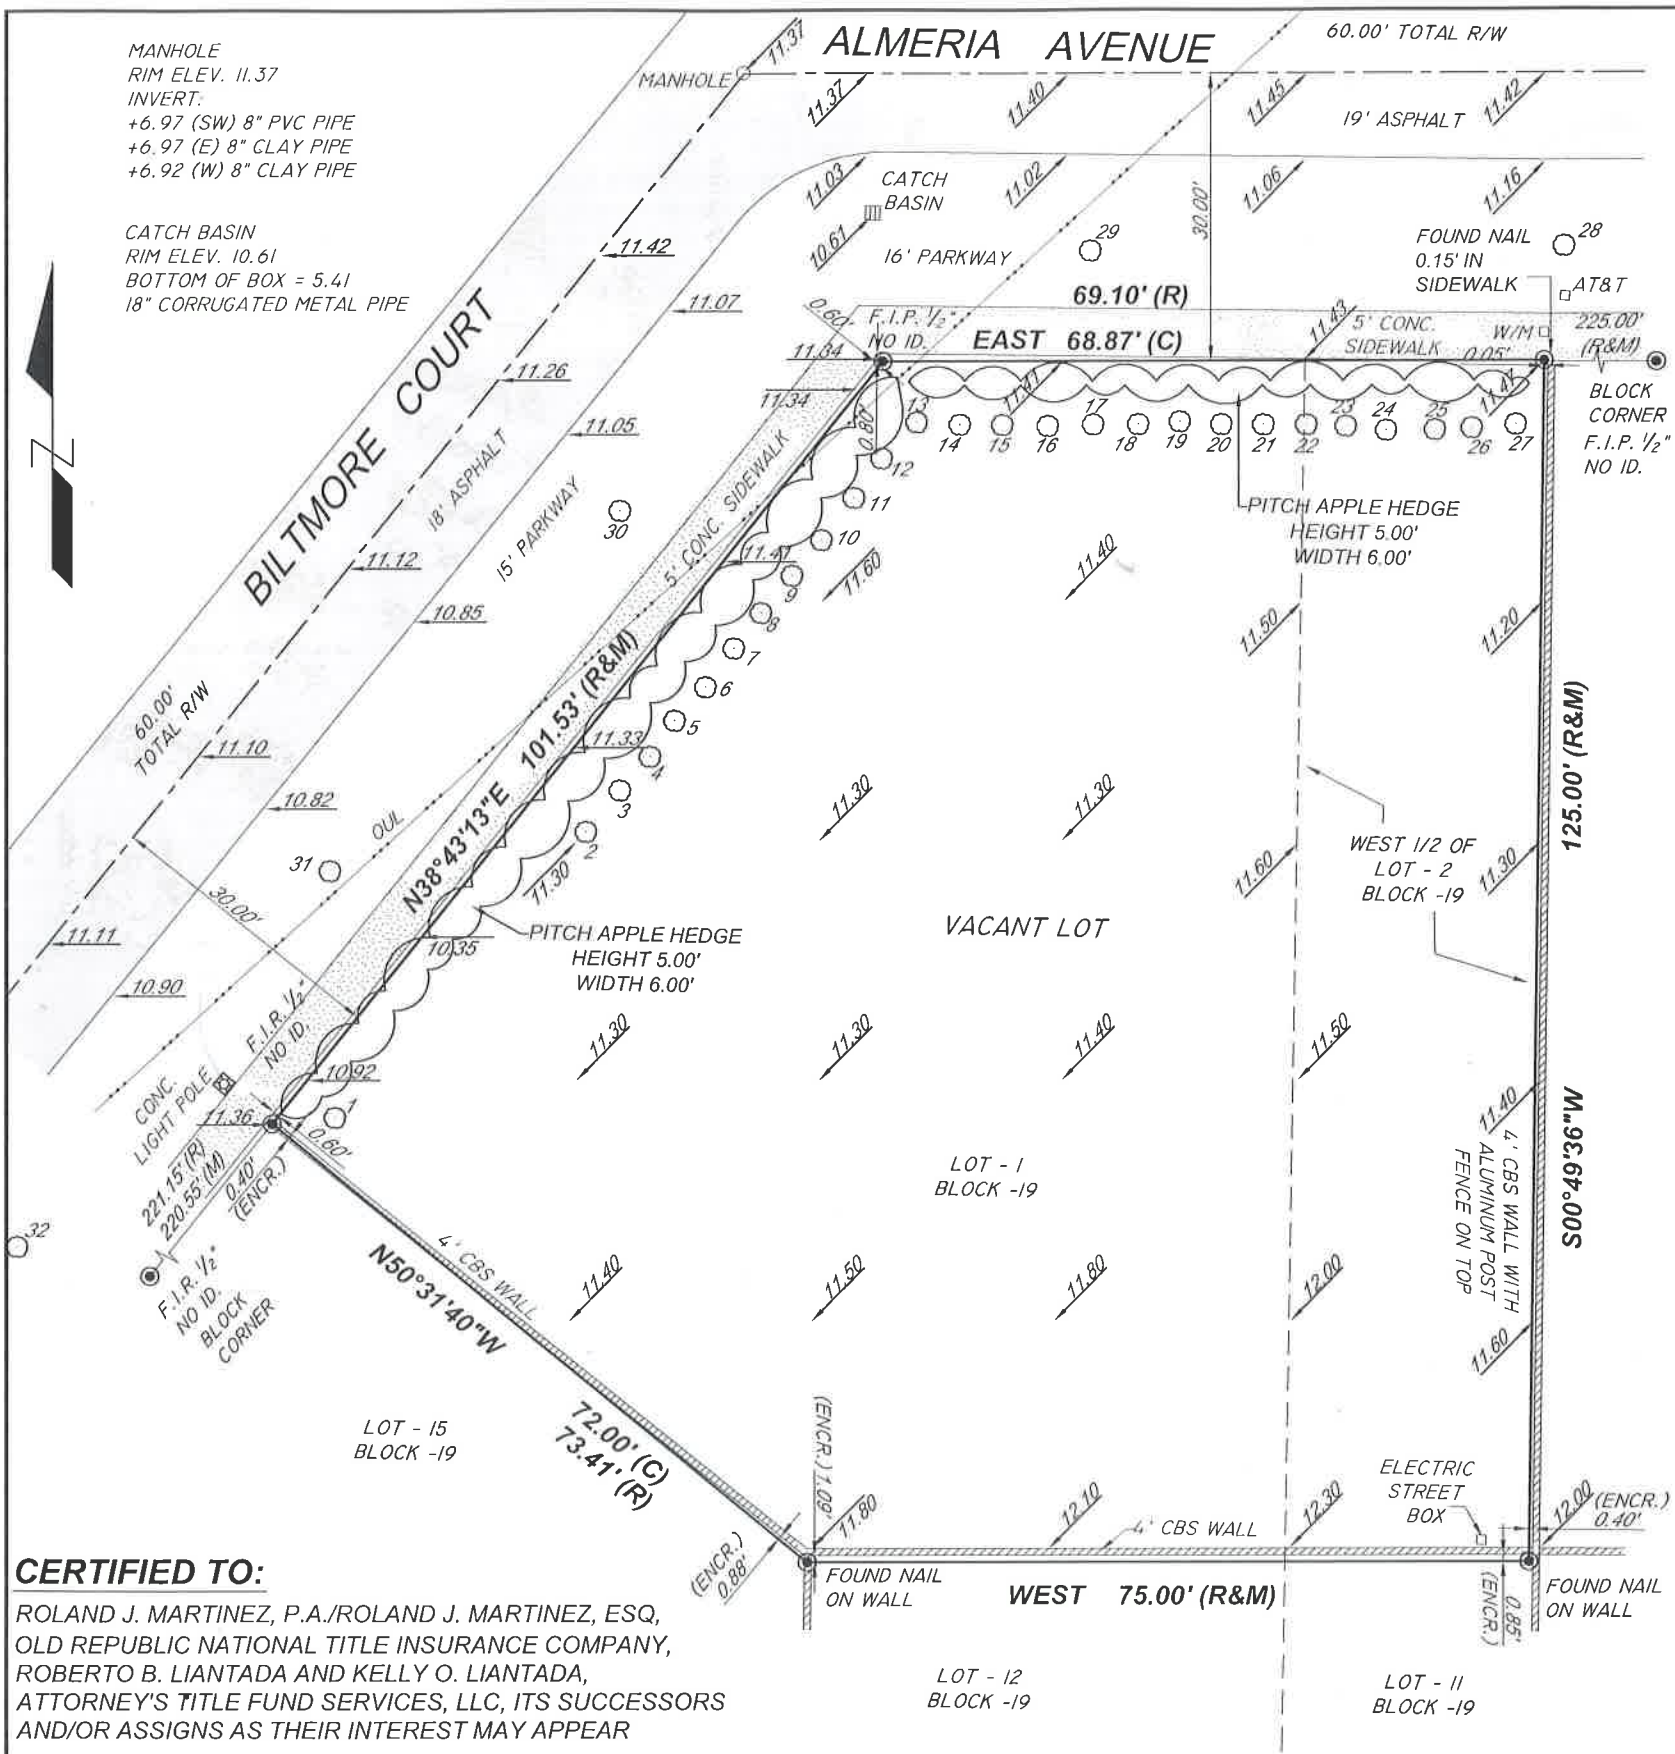 MANHOLE
RIM ELEV. 11.37
INVERT:
+6.97 (SW) 8" PVC PIPE
+6.97 (E) 8" CLAY PIPE
+6.92 (W) 8" CLAY PIPE
CATCH BASIN
RIM ELEV. 10.61
BOTTOM OF BOX = 5.41
18" CORRUGATED METAL PIPE
N
ALMERIA AVENUE
60.00' TOTAL R/W
MANHOLE
11.37
11.37
11.40
11.45
11.42
19' ASPHALT
11.03
11.02
11.06
11.16
CATCH
BASIN
10.61
16' PARKWAY
29
30.00'
FOUND NAIL
0.15' IN
SIDEWALK
28
AT&T
W/M
225.00'
(R&M)
BLOCK
CORNER
F.I.P. 1/2"
NO ID.
0.60'
F.I.P. 1/2"
NO ID.
69.10' (R)
EAST 68.87' (C)
11.43
5' CONC.
SIDEWALK
0.05'
11.34
11.34
0.80'
11.41
11.47
13
14
15
16
17
18
19
20
21
22
23
24
25
26
27
PITCH APPLE HEDGE
HEIGHT 5.00'
WIDTH 6.00'
BILTMORE COURT
11.42
11.07
11.26
11.05
11.12
10.85
18' ASPHALT
15' PARKWAY
30
5' CONC. SIDEWALK
60.00'
TOTAL R/W
11.10
10.82
OUL
31
30.00'
11.11
10.90
12
11
10
9
8
7
6
5
4
3
2
1
11.41
11.33
11.30
10.35
10.92
N38°43'13"E 101.53' (R&M)
PITCH APPLE HEDGE
HEIGHT 5.00'
WIDTH 6.00'
11.60
11.40
11.50
11.20
11.30
11.30
11.60
11.30
WEST 1/2 OF
LOT - 2
BLOCK -19
VACANT LOT
11.30
11.30
11.40
11.50
11.40
125.00' (R&M)
S00°49'36"W
4' CBS WALL WITH
ALUMINUM POST
FENCE ON TOP
LOT - 1
BLOCK -19
11.40
11.50
11.80
12.00
11.60
F.I.R. 1/2"
NO ID.
CONC.
LIGHT POLE
11.36
0.60'
221.15' (R)
220.55' (M)
0.40'
(ENCR.)
32
F.I.R. 1/2"
NO ID.
BLOCK
CORNER
4' CBS WALL
N50°31'40"W
72.00' (C)
73.41' (R)
LOT - 15
BLOCK -19
(ENCR.) 1.09'
11.80
12.10
4' CBS WALL
12.30
ELECTRIC
STREET
BOX
12.00
(ENCR.)
0.40'
(ENCR.)
0.88'
FOUND NAIL
ON WALL
WEST 75.00' (R&M)
(ENCR.)
0.85'
FOUND NAIL
ON WALL
LOT - 12
BLOCK -19
LOT - 11
BLOCK -19
CERTIFIED TO:
ROLAND J. MARTINEZ, P.A./ROLAND J. MARTINEZ, ESQ,
OLD REPUBLIC NATIONAL TITLE INSURANCE COMPANY,
ROBERTO B. LIANTADA AND KELLY O. LIANTADA,
ATTORNEY'S TITLE FUND SERVICES, LLC, ITS SUCCESSORS
AND/OR ASSIGNS AS THEIR INTEREST MAY APPEAR